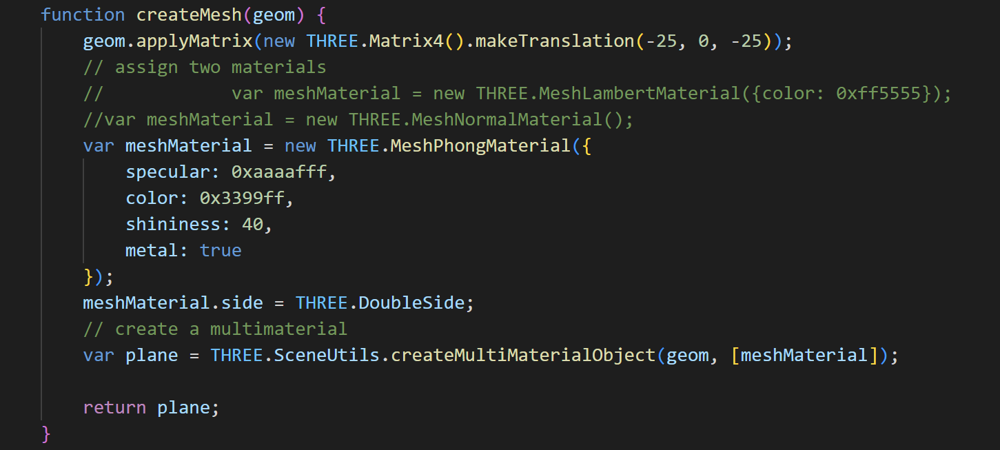 function createMesh(geom) {
    geom.applyMatrix(new THREE.Matrix4().makeTranslation(-25, 0, -25));
    // assign two materials
    //            var meshMaterial = new THREE.MeshLambertMaterial({color: 0xff5555});
    //var meshMaterial = new THREE.MeshNormalMaterial();
    var meshMaterial = new THREE.MeshPhongMaterial({
        specular: 0xaaaafff,
        color: 0x3399ff,
        shininess: 40,
        metal: true
    });
    meshMaterial.side = THREE.DoubleSide;
    // create a multimaterial
    var plane = THREE.SceneUtils.createMultiMaterialObject(geom, [meshMaterial]);

    return plane;
}